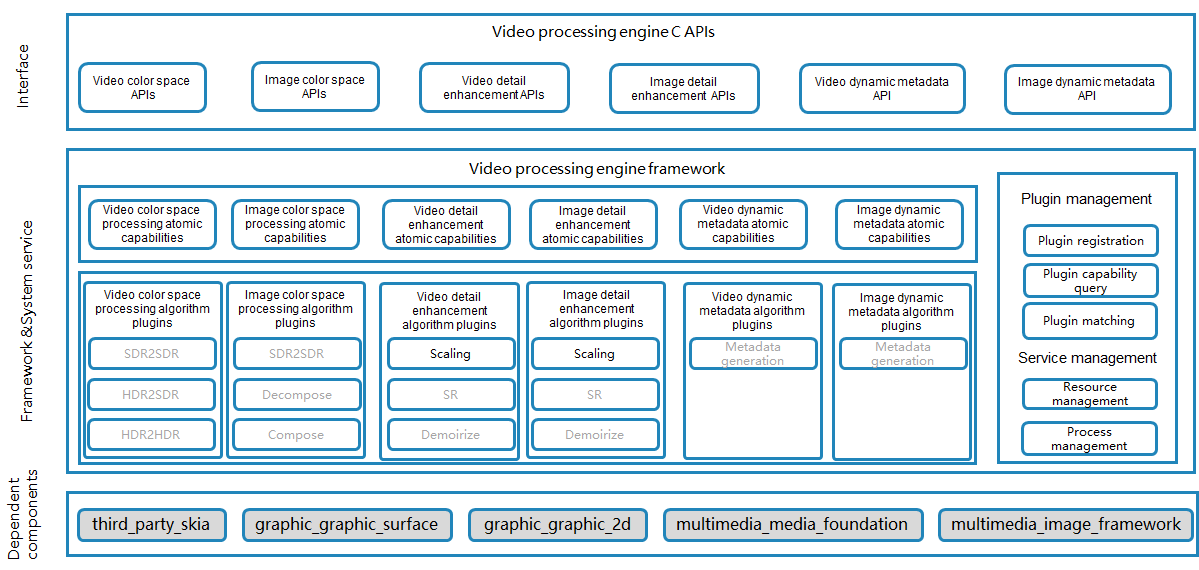 Interface
Video processing engine C APIs
Video color space
APIs
Image color space
APIs
Video detail
enhancement APIs
Image detail
enhancement APIs
Video dynamic metadata
API
Image dynamic metadata
API
Framework &System service
Video processing engine framework
Video color space
processing atomic
capabilities
Image color space
processing atomic
capabilities
Video detail
enhancement
atomic capabilities
Image detail
enhancement
atomic capabilities
Video dynamic
metadata atomic
capabilities
Image dynamic
metadata atomic
capabilities
Video color space
processing algorithm
plugins
SDR2SDR
HDR2SDR
HDR2HDR
Image color space
processing algorithm
plugins
SDR2SDR
Decompose
Compose
Video detail
enhancement
algorithm plugins
Scaling
SR
Demoirize
Image detail
enhancement
algorithm plugins
Scaling
SR
Demoirize
Video dynamic
metadata algorithm
plugins
Metadata
generation
Image dynamic
metadata algorithm
plugins
Metadata
generation
Plugin management
Plugin registration
Plugin capability
query
Plugin matching
Service management
Resource
management
Process
management
Dependent
components
third_party_skia
graphic_graphic_surface
graphic_graphic_2d
multimedia_media_foundation
multimedia_image_framework